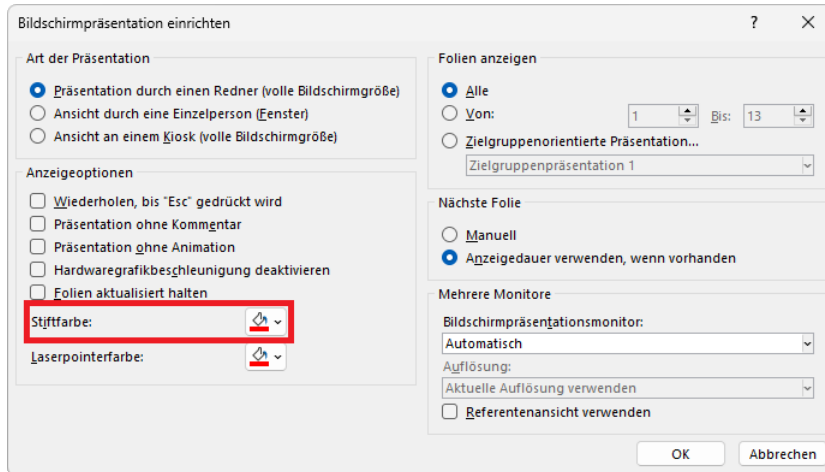 Bildschirmpräsentation einrichten
Art der Präsentation
Präsentation durch einen Redner (volle Bildschirmgröße)
Ansicht durch eine Einzelperson (Fenster)
Ansicht an einem Kiosk (volle Bildschirmgröße)
Anzeigeoptionen
Wiederholen, bis "Esc" gedrückt wird
Präsentation ohne Kommentar
Präsentation ohne Animation
Hardwaregrafikbeschleunigung deaktivieren
Folien aktualisiert halten
Stiftfarbe:
Laserpointerfarbe:
Folien anzeigen
Alle
Von: 1 Bis: 13
Zielgruppenorientierte Präsentation...
Zielgruppenpräsentation 1
Nächste Folie
Manuell
Anzeigedauer verwenden, wenn vorhanden
Mehrere Monitore
Bildschirmpräsentationsmonitor:
Automatisch
Auflösung:
Aktuelle Auflösung verwenden
Referentenansicht verwenden
OK Abbrechen